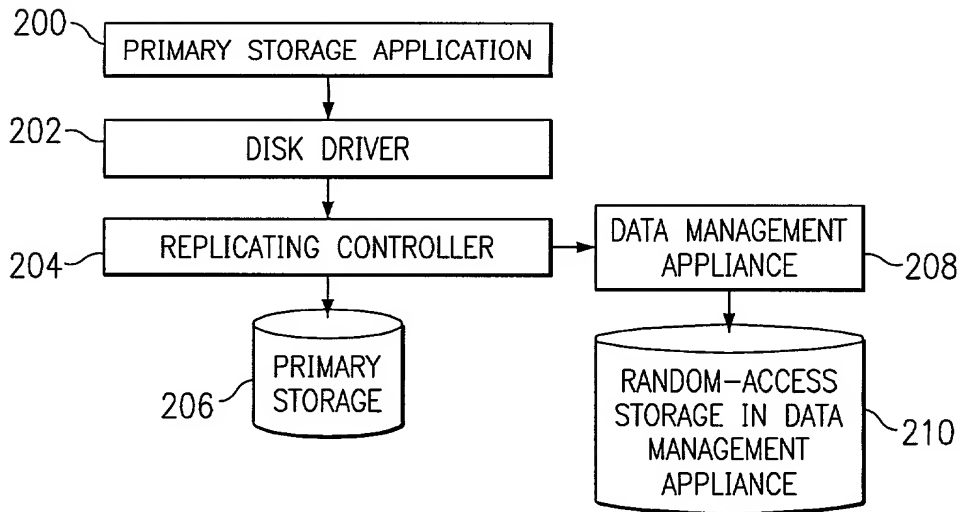 200
PRIMARY STORAGE APPLICATION
202
DISK DRIVER
204
REPLICATING CONTROLLER
DATA MANAGEMENT
APPLIANCE
208
206
PRIMARY
STORAGE
RANDOM-ACCESS
STORAGE IN DATA
MANAGEMENT
APPLIANCE
210